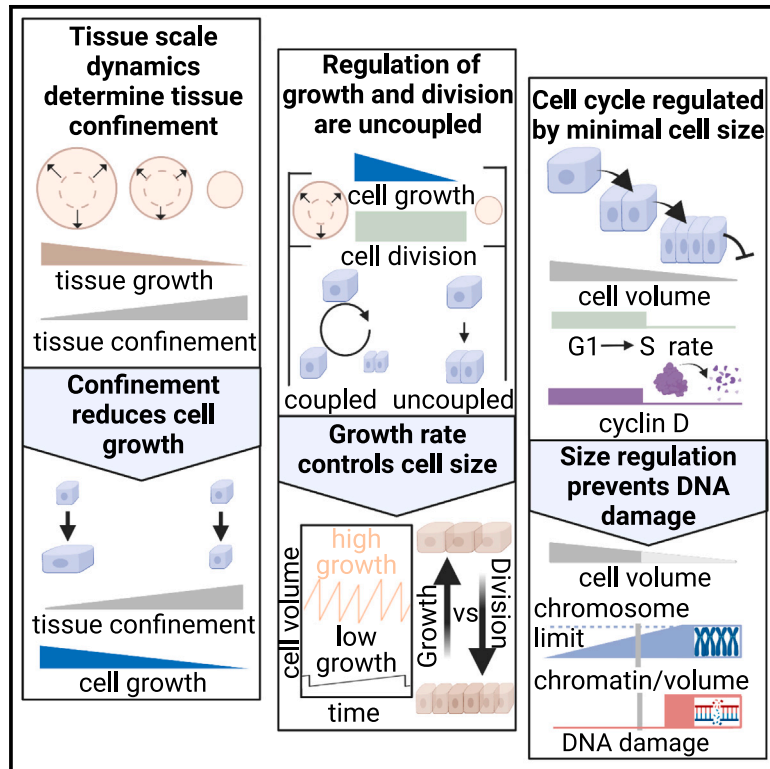 Tissue scale
dynamics
determine tissue
confinement
tissue growth
tissue confinement
Confinement
reduces cell
growth
tissue confinement
cell growth
Regulation of
growth and division
are uncoupled
cell growth
cell division
coupled uncoupled
Growth rate
controls cell size
cell volume
high
growth
low
growth
time
Growth
vs
Division
Cell cycle regulated
by minimal cell size
cell volume
G1 → S rate
cyclin D
Size regulation
prevents DNA
damage
cell volume
chromosome
limit
chromatin/volume
DNA damage